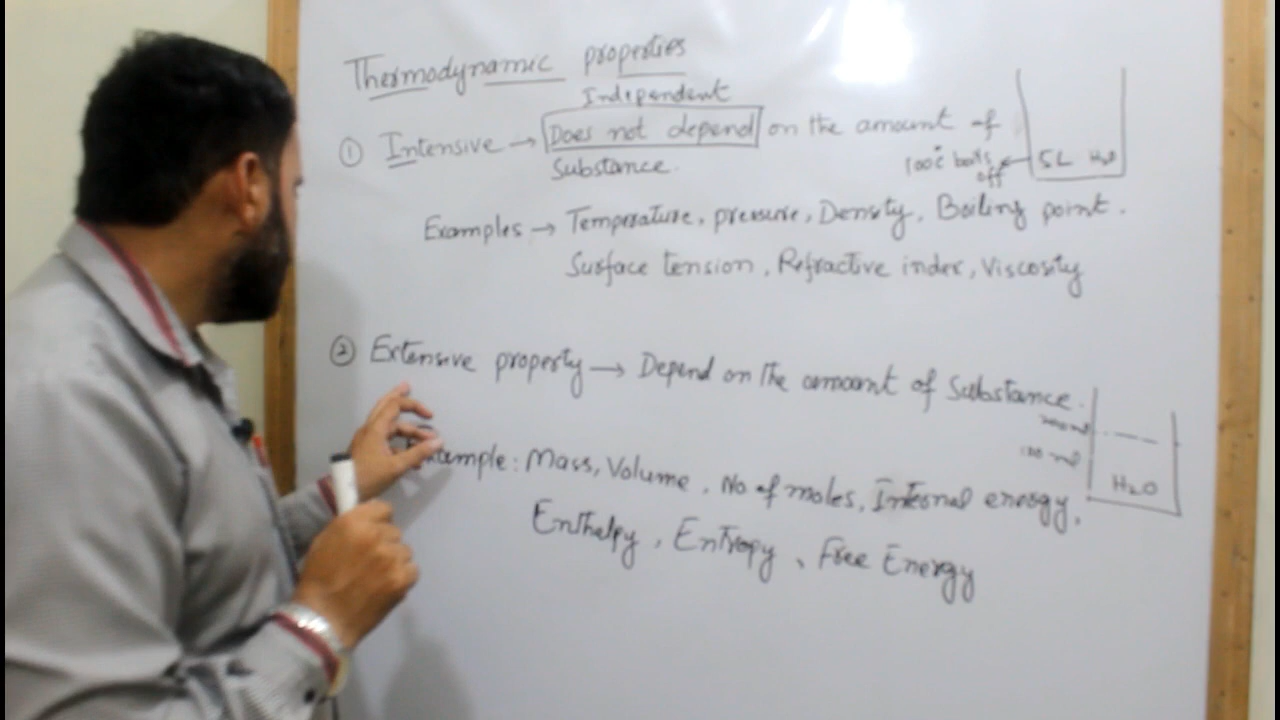 Thermodynamic properties
Independent
① Intensive → Does not depend on the amount of
Substance.
100°C boils
off
5L H2O
Examples → Temperature, pressure, Density, Boiling point.
Surface tension, Refractive index, Viscosity
② Extensive property → Depend on the amount of Substance.
100 ml
H2O
: Mass, Volume, No of moles, Internal energy,
Enthalpy, Entropy, Free Energy